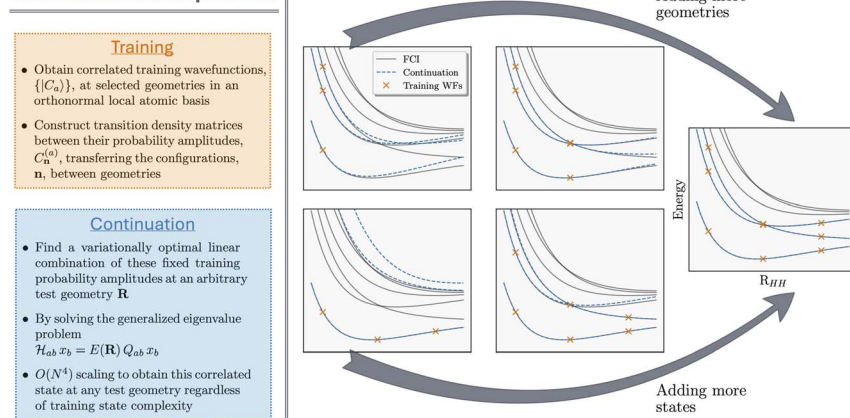 Training
• Obtain correlated training wavefunctions,
{|C_a⟩}, at selected geometries in an
orthonormal local atomic basis
• Construct transition density matrices
between their probability amplitudes,
C_n^(a), transferring the configurations,
n, between geometries
Continuation
• Find a variationally optimal linear
combination of these fixed training
probability amplitudes at an arbitrary
test geometry R
• By solving the generalized eigenvalue
problem
ℋ_ab x_b = E(R) Q_ab x_b
• O(N⁴) scaling to obtain this correlated
state at any test geometry regardless
of training state complexity
geometries
FCI
Continuation
Training WFs
Energy
R_HH
Adding more
states